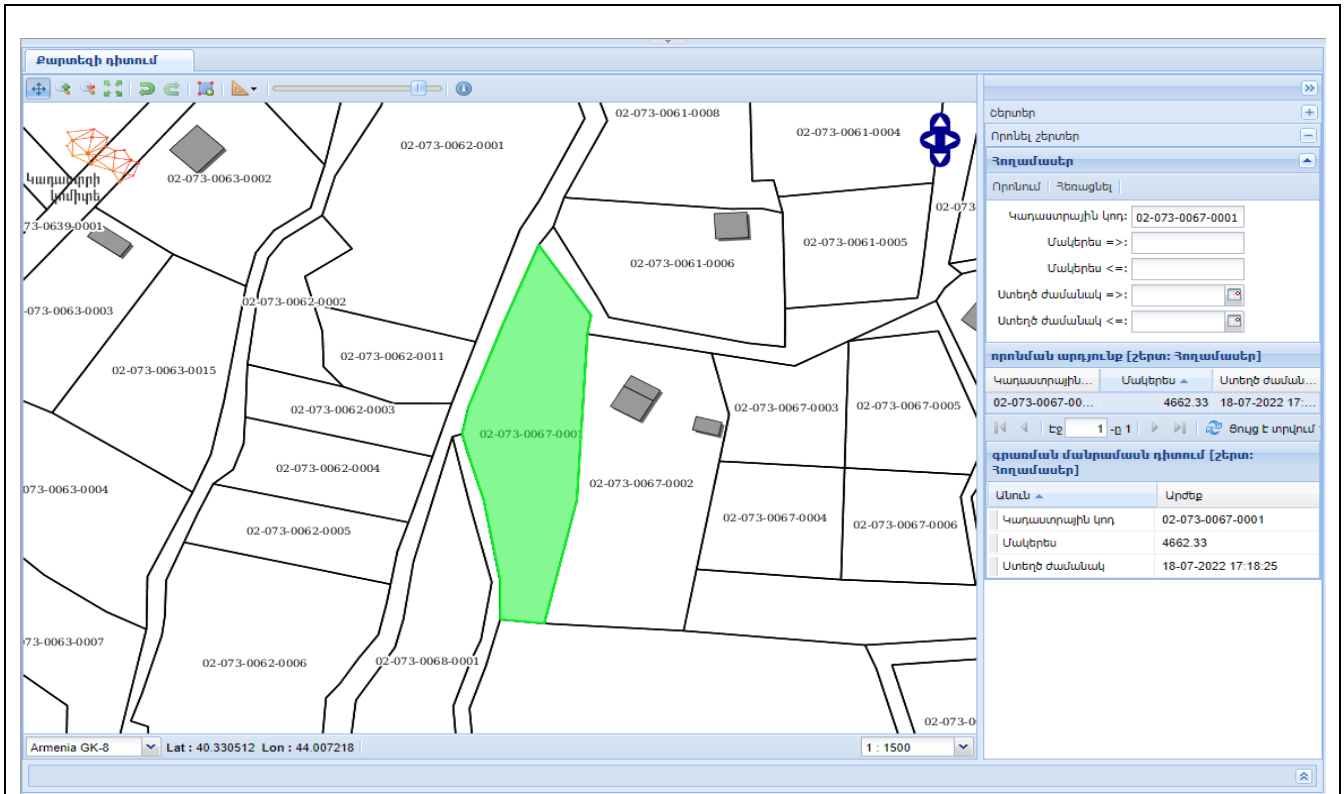 Քարտեզի դիտում
Կադաստրի
կոմիտե
02-073-0061-0008
02-073-0061-0004
02-073-0062-0001
02-073-0063-0002
02-073
73-0639-0001
02-073-0061-0005
02-073-0061-0006
02-073-0062-0002
-073-0063-0003
02-073-0062-0011
02-073-0063-0015
02-073-0062-0003
02-073-0067-0003
02-073-0067-0005
02-073-0067-0001
02-073-0062-0004
02-073-0067-0002
073-0063-0004
02-073-0067-0004
02-073-0067-0006
02-073-0062-0005
73-0063-0007
02-073-0062-0006
02-073-0068-0001
02-073-0
Armenia GK-8
Lat : 40.330512 Lon : 44.007218
1 : 1500
Շերտեր
Որոնել շերտեր
Հողամասեր
Որոնում Հեռացնել
Կադաստրային կոդ: 02-073-0067-0001
Մակերես =>:
Մակերես <=:
Ստեղծ ժամանակ =>:
Ստեղծ ժամանակ <=:
որոնման արդյունք [շերտ: Հողամասեր]
Կադաստրային... Մակերես Ստեղծ ժաման...
02-073-0067-00... 4662.33 18-07-2022 17:...
Էջ 1 -ը 1 Ցույց է տրվում
գրառման մանրամասն դիտում [շերտ:
Հողամասեր]
Անուն Արժեք
Կադաստրային կոդ 02-073-0067-0001
Մակերես 4662.33
Ստեղծ ժամանակ 18-07-2022 17:18:25